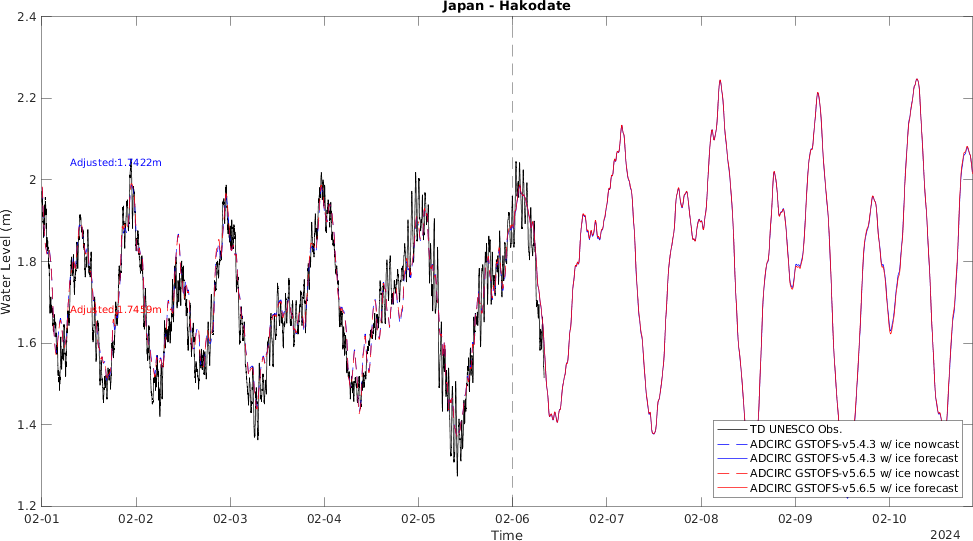 Japan - Hakodate
Water Level (m)
2.4
2.2
2
1.8
1.6
1.4
1.2
Adjusted:1.7422m
Adjusted:1.7459m
TD UNESCO Obs.
ADCIRC GSTOFS-v5.4.3 w/ ice nowcast
ADCIRC GSTOFS-v5.4.3 w/ ice forecast
ADCIRC GSTOFS-v5.6.5 w/ ice nowcast
ADCIRC GSTOFS-v5.6.5 w/ ice forecast
02-01 02-02 02-03 02-04 02-05 02-06 02-07 02-08 02-09 02-10
Time
2024